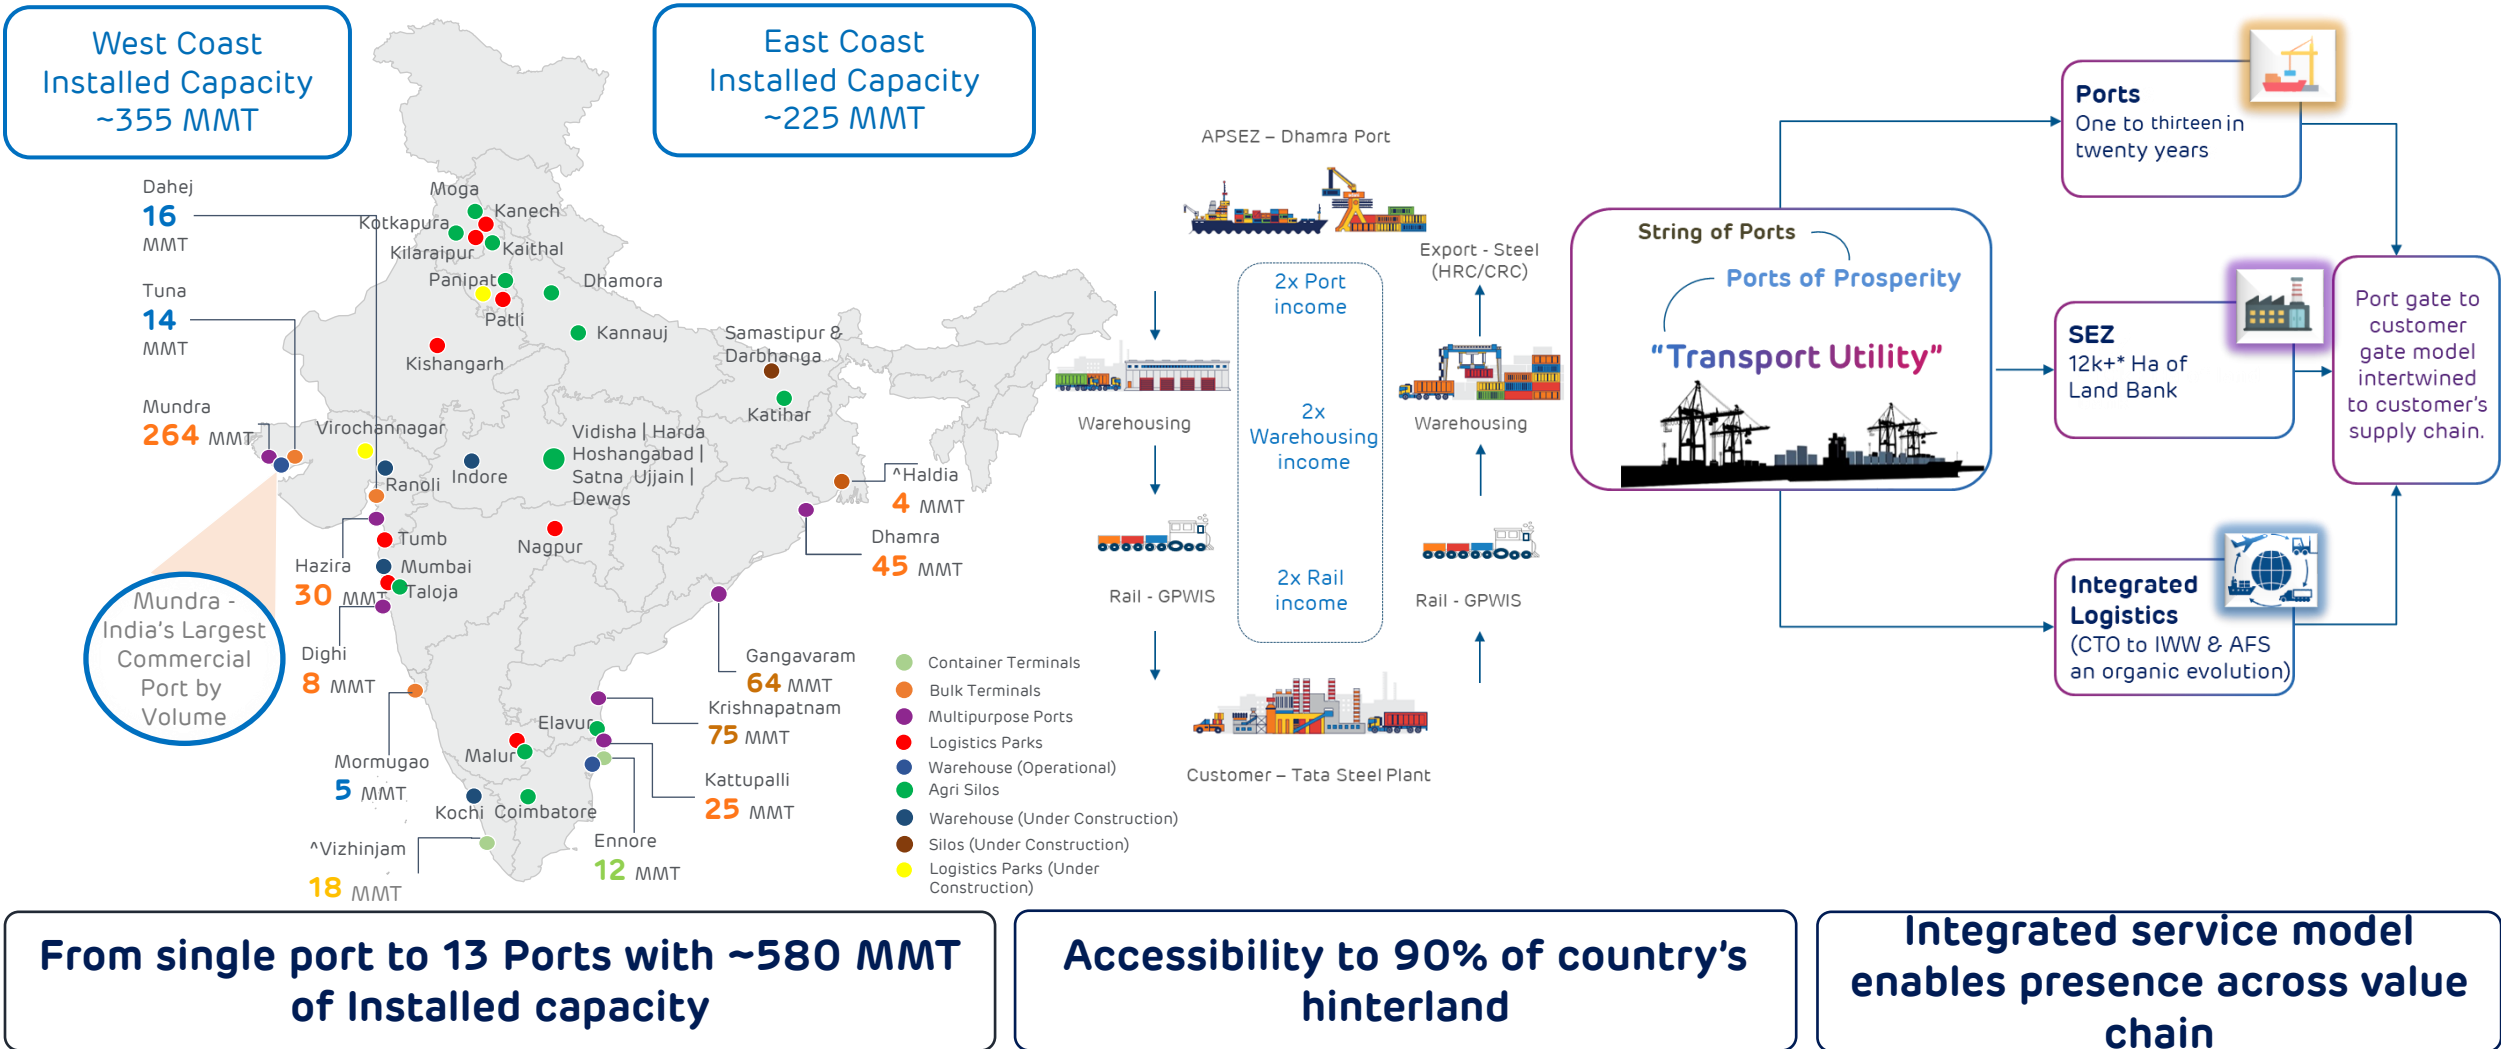 West Coast
Installed Capacity
~355 MMT
East Coast
Installed Capacity
~225 MMT
Dahej
16
MMT
Tuna
14
MMT
Mundra
264 MMT
Moga
Kanech
Kotkapura
Kilaraipur
Kaithal
Panipat
Dhamora
Patli
Kannauj
Kishangarh
Samastipur &
Darbhanga
Katihar
Virochannagar
Ranoli
Indore
Vidisha | Harda
Hoshangabad |
Satna Ujjain |
Dewas
^Haldia
4 MMT
Dhamra
45 MMT
Nagpur
Tumb
Mumbai
Taloja
Hazira
30 MMT
Mundra -
India's Largest
Commercial
Port by
Volume
Dighi
8 MMT
Mormugao
5 MMT
Gangavaram
64 MMT
Krishnapatnam
75 MMT
Elavur
Malur
Kattupalli
25 MMT
Kochi
Coimbatore
Ennore
12 MMT
^Vizhinjam
18 MMT
Container Terminals
Bulk Terminals
Multipurpose Ports
Logistics Parks
Warehouse (Operational)
Agri Silos
Warehouse (Under Construction)
Silos (Under Construction)
Logistics Parks (Under
Construction)
APSEZ – Dhamra Port
Export - Steel
(HRC/CRC)
2x Port
income
Warehousing
2x
Warehousing
income
Warehousing
Rail - GPWIS
2x Rail
income
Rail - GPWIS
Customer – Tata Steel Plant
String of Ports
Ports of Prosperity
“Transport Utility”
Ports
One to thirteen in
twenty years
SEZ
12k+* Ha of
Land Bank
Integrated
Logistics
(CTO to IWW & AFS
an organic evolution)
Port gate to
customer
gate model
intertwined
to customer's
supply chain.
From single port to 13 Ports with ~580 MMT
of Installed capacity
Accessibility to 90% of country's
hinterland
Integrated service model
enables presence across value
chain